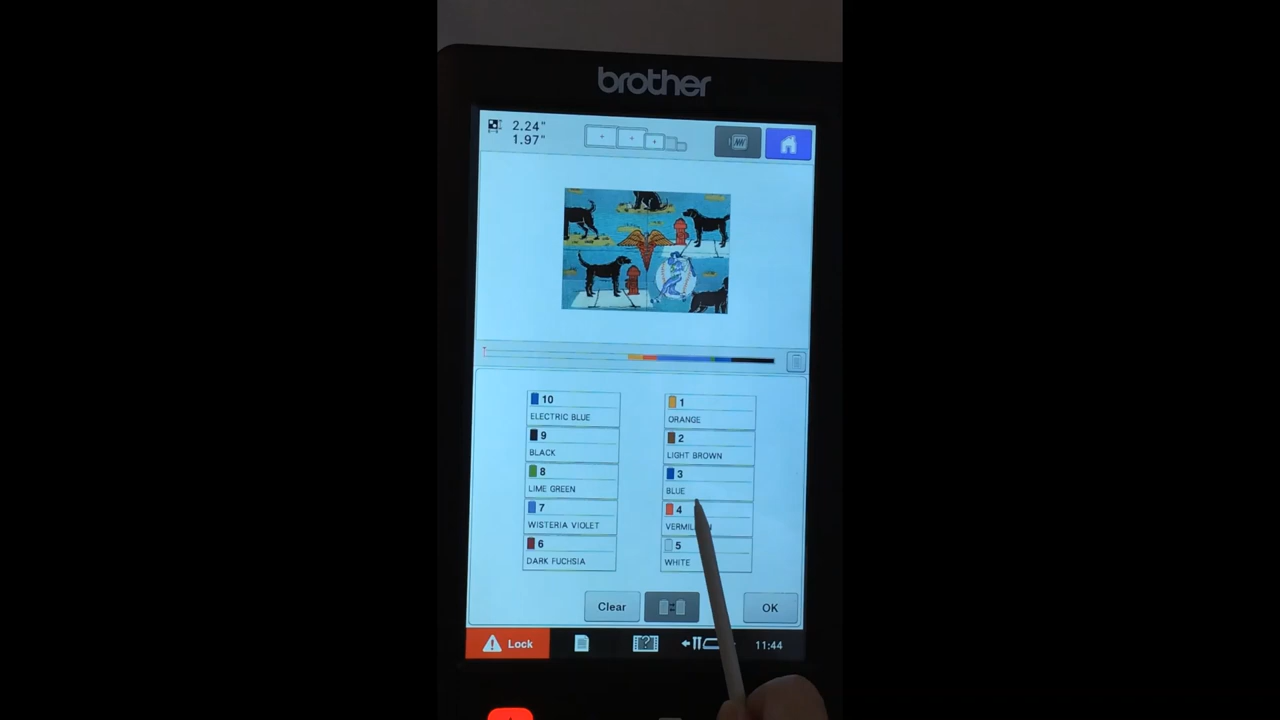 brother
2.24"
1.97"
10
ELECTRIC BLUE
9
BLACK
8
LIME GREEN
7
WISTERIA VIOLET
6
DARK FUCHSIA
1
ORANGE
2
LIGHT BROWN
3
BLUE
4
5
WHITE
Clear
OK
Lock
?
11:44